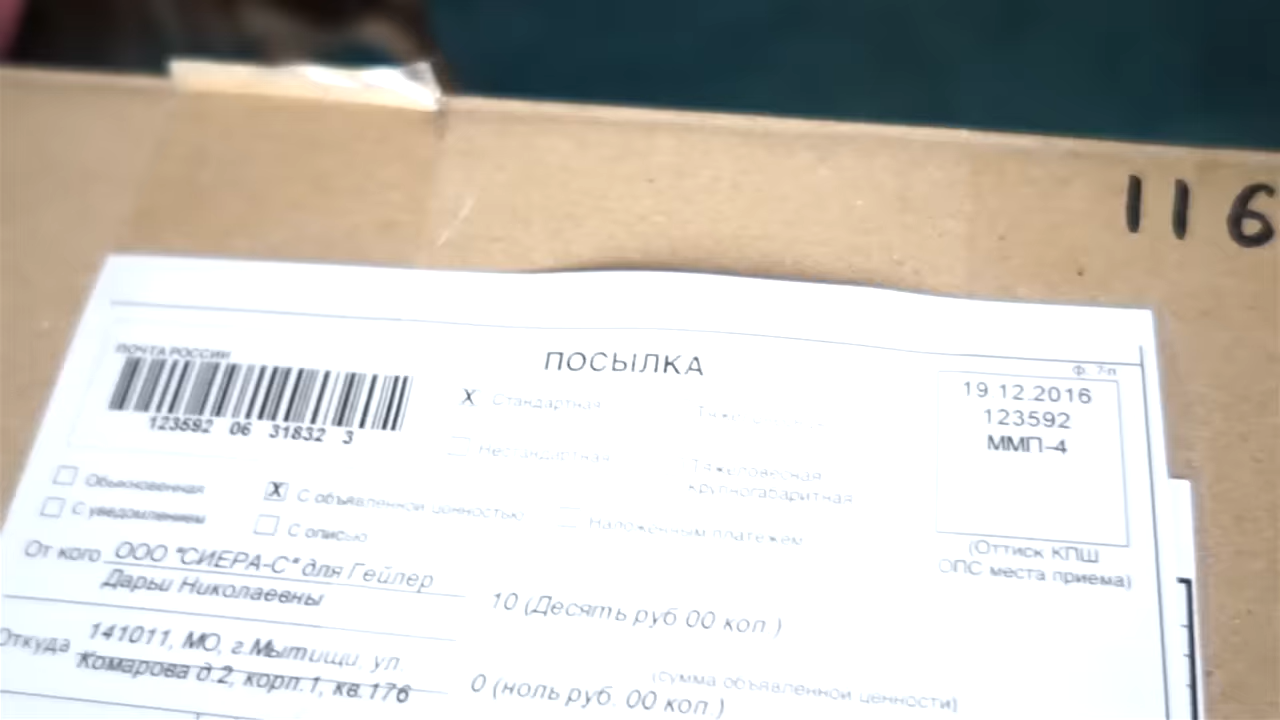 116
ПОСЫЛКА
ф. 7-п
ПОЧТА РОССИИ
123592 06 31832 3
X Стандартная
Нестандартная
Тяжеловесная
крупногабаритная
19 12.2016
123592
ММП-4
(Оттиск КПШ
ОПС места приема)
Обыкновенная
X С объявленной ценностью
Наложенным платежем
С уведомлением
С описью
От кого ООО "СИЕРА-С" для Гейлер
Дарьи Николаевны
10 (Десять руб 00 коп.)
(сумма объявленной ценности)
Откуда 141011, МО, г.Мытищи, ул
Комарова д.2, корп.1, кв.176
0 (ноль руб. 00 коп.)